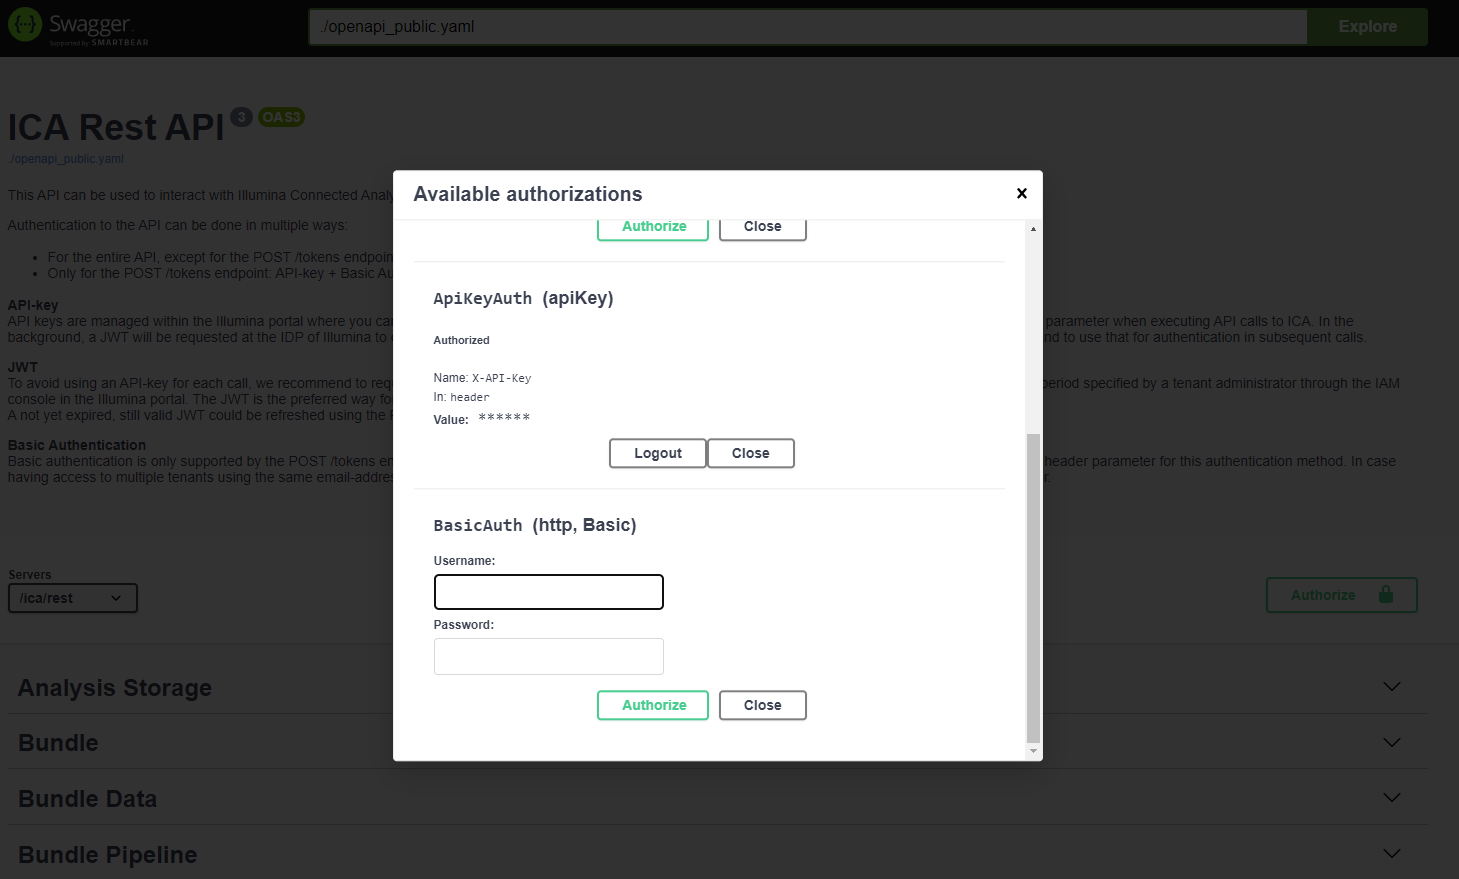 Swagger.
Supported by SMARTBEAR
./openapi_public.yaml
Explore
ICA Rest API 3 OAS3
./openapi_public.yaml
This API can be used to interact with Illumina Connected Analy
Authentication to the API can be done in multiple ways:
For the entire API, except for the POST /tokens endpoin
Only for the POST /tokens endpoint: API-key + Basic Au
API-key
API keys are managed within the Illumina portal where you can parameter when executing API calls to ICA. In the
background, a JWT will be requested at the IDP of Illumina to nd to use that for authentication in subsequent calls.
JWT
To avoid using an API-key for each call, we recommend to requ period specified by a tenant administrator through the IAM
console in the Illumina portal. The JWT is the preferred way fo
A not yet expired, still valid JWT could be refreshed using the
Basic Authentication
Basic authentication is only supported by the POST /tokens en header parameter for this authentication method. In case
having access to multiple tenants using the same email-addre r.
Available authorizations
Authorize Close
ApiKeyAuth (apiKey)
Authorized
Name: X-API-Key
In: header
Value: ******
Logout Close
BasicAuth (http, Basic)
Username:
Password:
Authorize Close
Servers
/ica/rest
Authorize
Analysis Storage
Bundle
Bundle Data
Bundle Pipeline